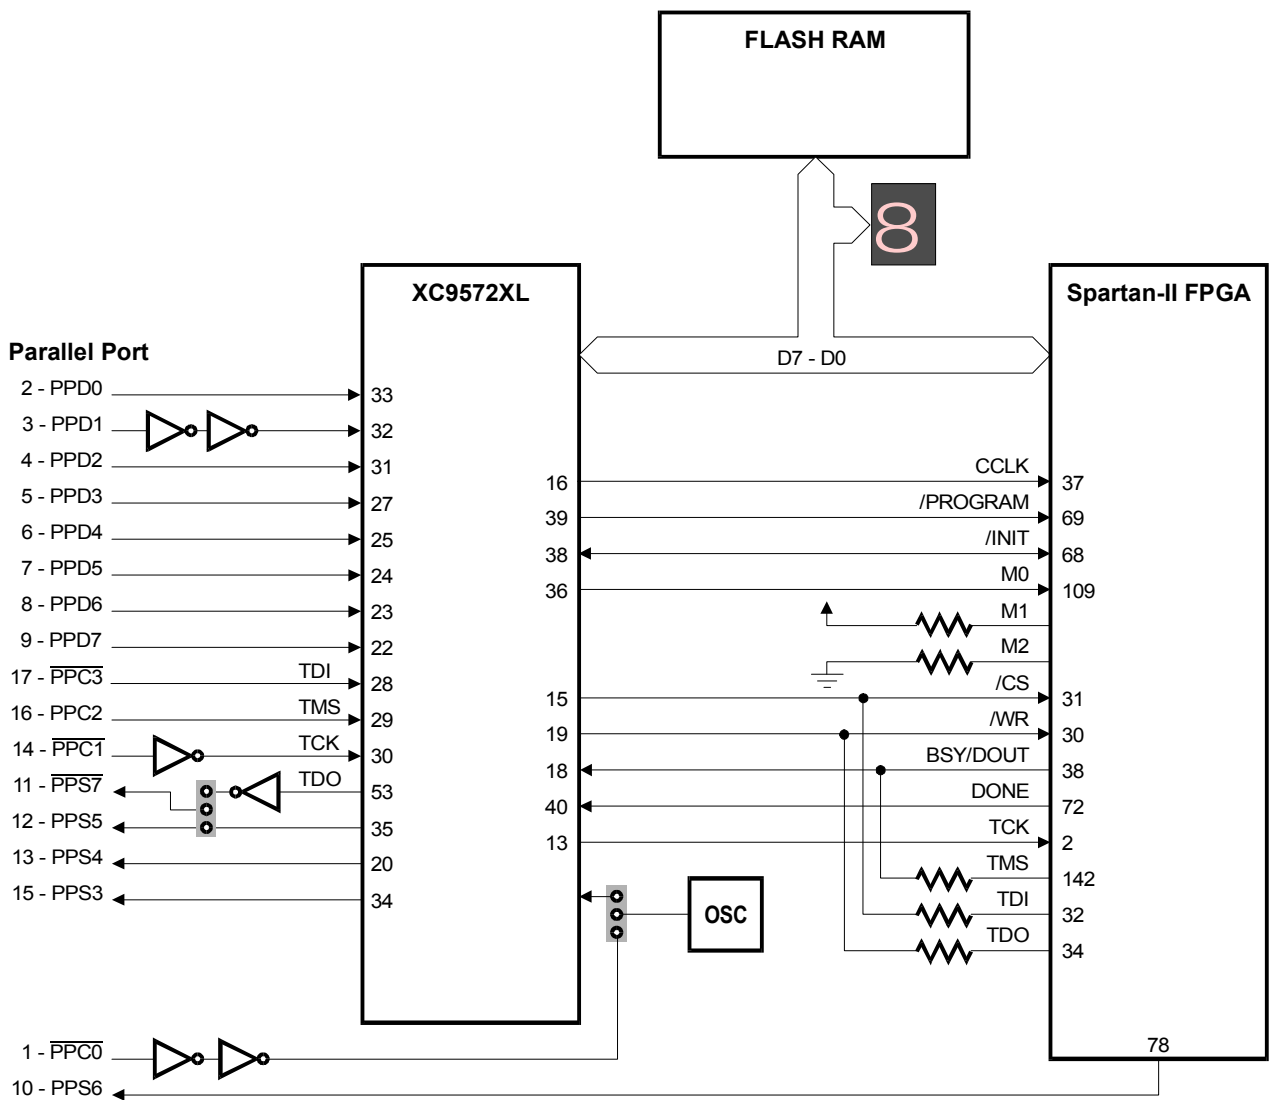 FLASH RAM
8
XC9572XL
Spartan-II FPGA
D7 - D0
Parallel Port
2 - PPD0
33
3 - PPD1
32
4 - PPD2
31
5 - PPD3
27
6 - PPD4
25
7 - PPD5
24
8 - PPD6
23
9 - PPD7
22
17 - PPC3
TDI
28
16 - PPC2
TMS
29
14 - PPC1
TCK
30
11 - PPS7
TDO
53
12 - PPS5
35
13 - PPS4
20
15 - PPS3
34
16
CCLK
37
39
/PROGRAM
69
38
/INIT
68
36
M0
109
M1
M2
15
/CS
31
19
/WR
30
18
BSY/DOUT
38
40
DONE
72
13
TCK
2
TMS
142
TDI
32
TDO
34
OSC
1 - PPC0
10 - PPS6
78